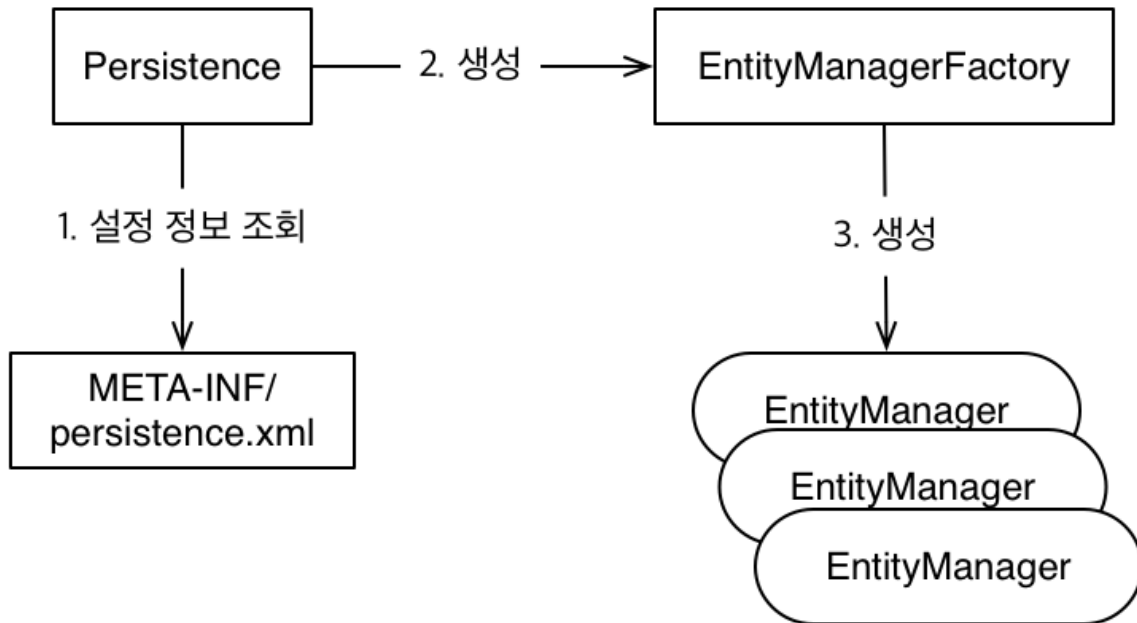 Persistence
2. 생성
EntityManagerFactory
1. 설정 정보 조회
3. 생성
META-INF/
persistence.xml
EntityManager
EntityManager
EntityManager